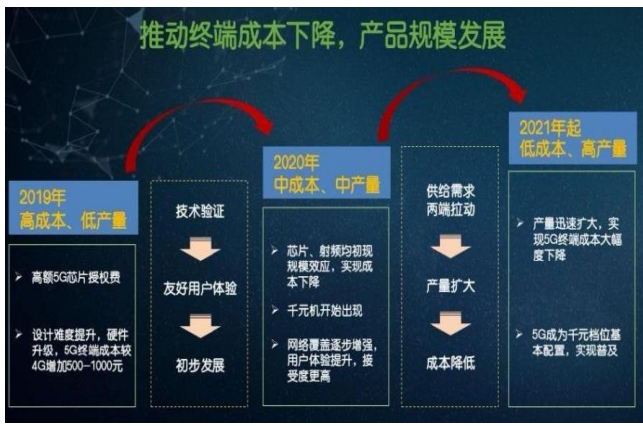 推动终端成本下降，产品规模发展
2019年
高成本、低产量
高额5G芯片授权费
设计难度提升，硬件
升级，5G终端成本较
4G增加500-1000元
技术验证
友好用户体验
初步发展
2020年
中成本、中产量
芯片、射频均初现
规模效应，实现成
本下降
千元机开始出现
网络覆盖逐步增强，
用户体验提升，接
受度更高
供给需求
两端拉动
产量扩大
成本降低
2021年起
低成本、高产量
产量迅速扩大，实
现5G终端成本大幅
度下降
5G成为千元档位基
本配置，实现普及